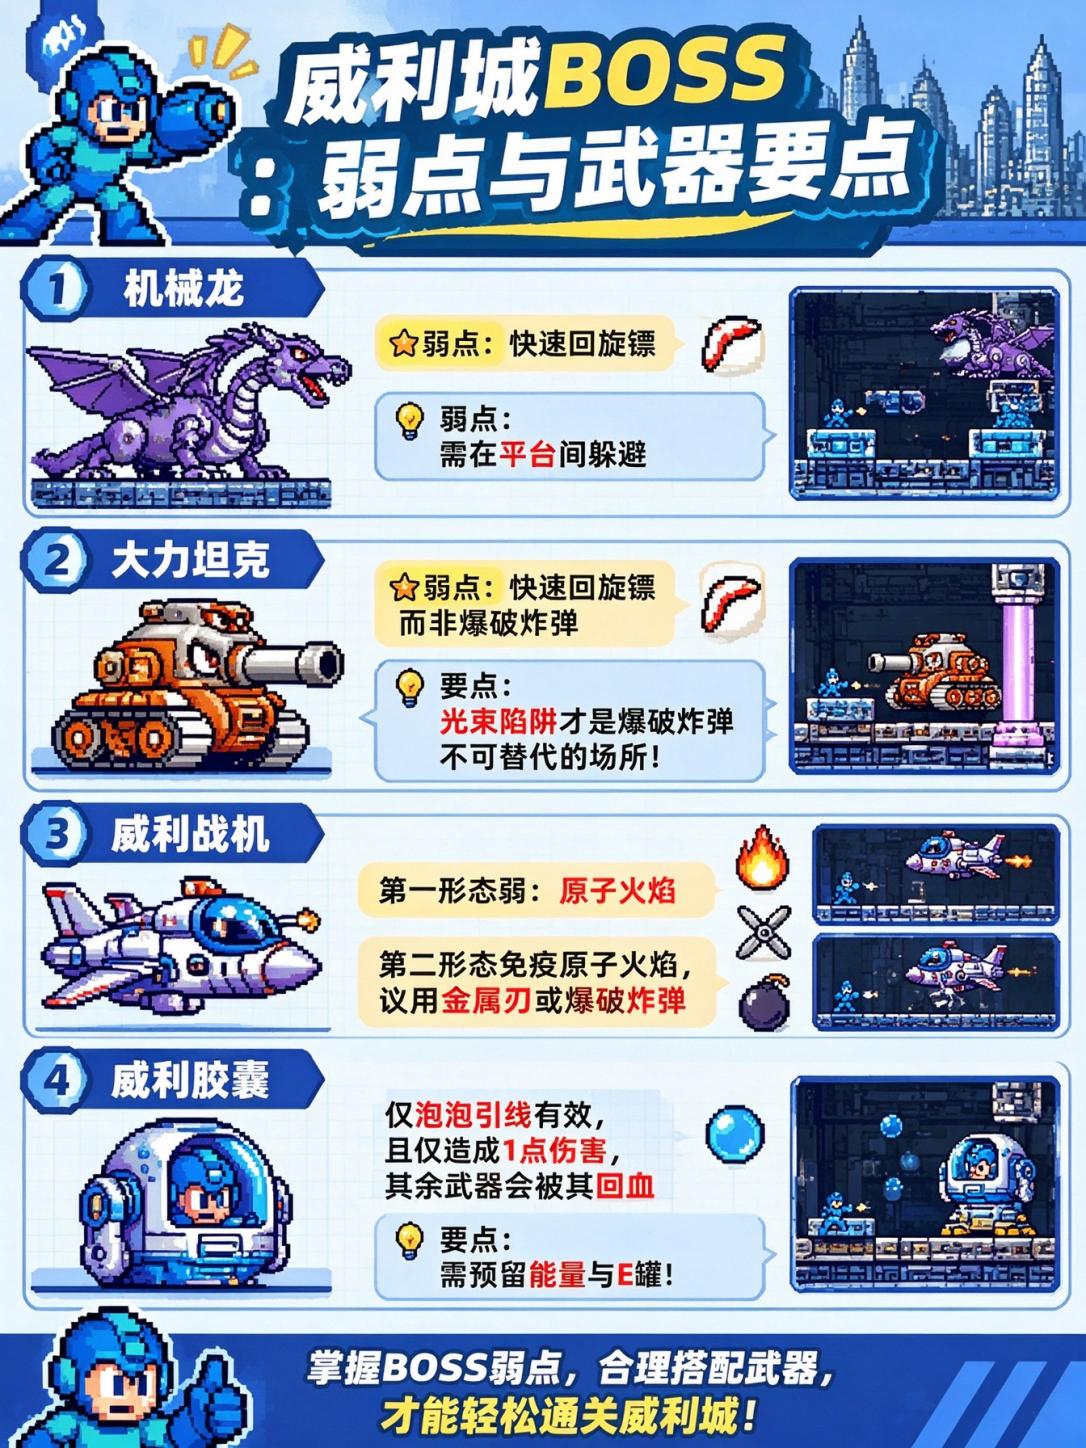 威利城BOSS
：弱点与武器要点
1 机械龙
弱点：快速回旋镖
弱点：
需在平台间躲避
2 大力坦克
弱点：快速回旋镖
而非爆破炸弹
要点：
光束陷阱才是爆破炸弹
不可替代的场所！
3 威利战机
第一形态弱：原子火焰
第二形态免疫原子火焰，
议用金属刃或爆破炸弹
4 威利胶囊
仅泡泡引线有效，
且仅造成1点伤害，
其余武器会被其回血
要点：
需预留能量与E罐！
掌握BOSS弱点，合理搭配武器，
才能轻松通关威利城！